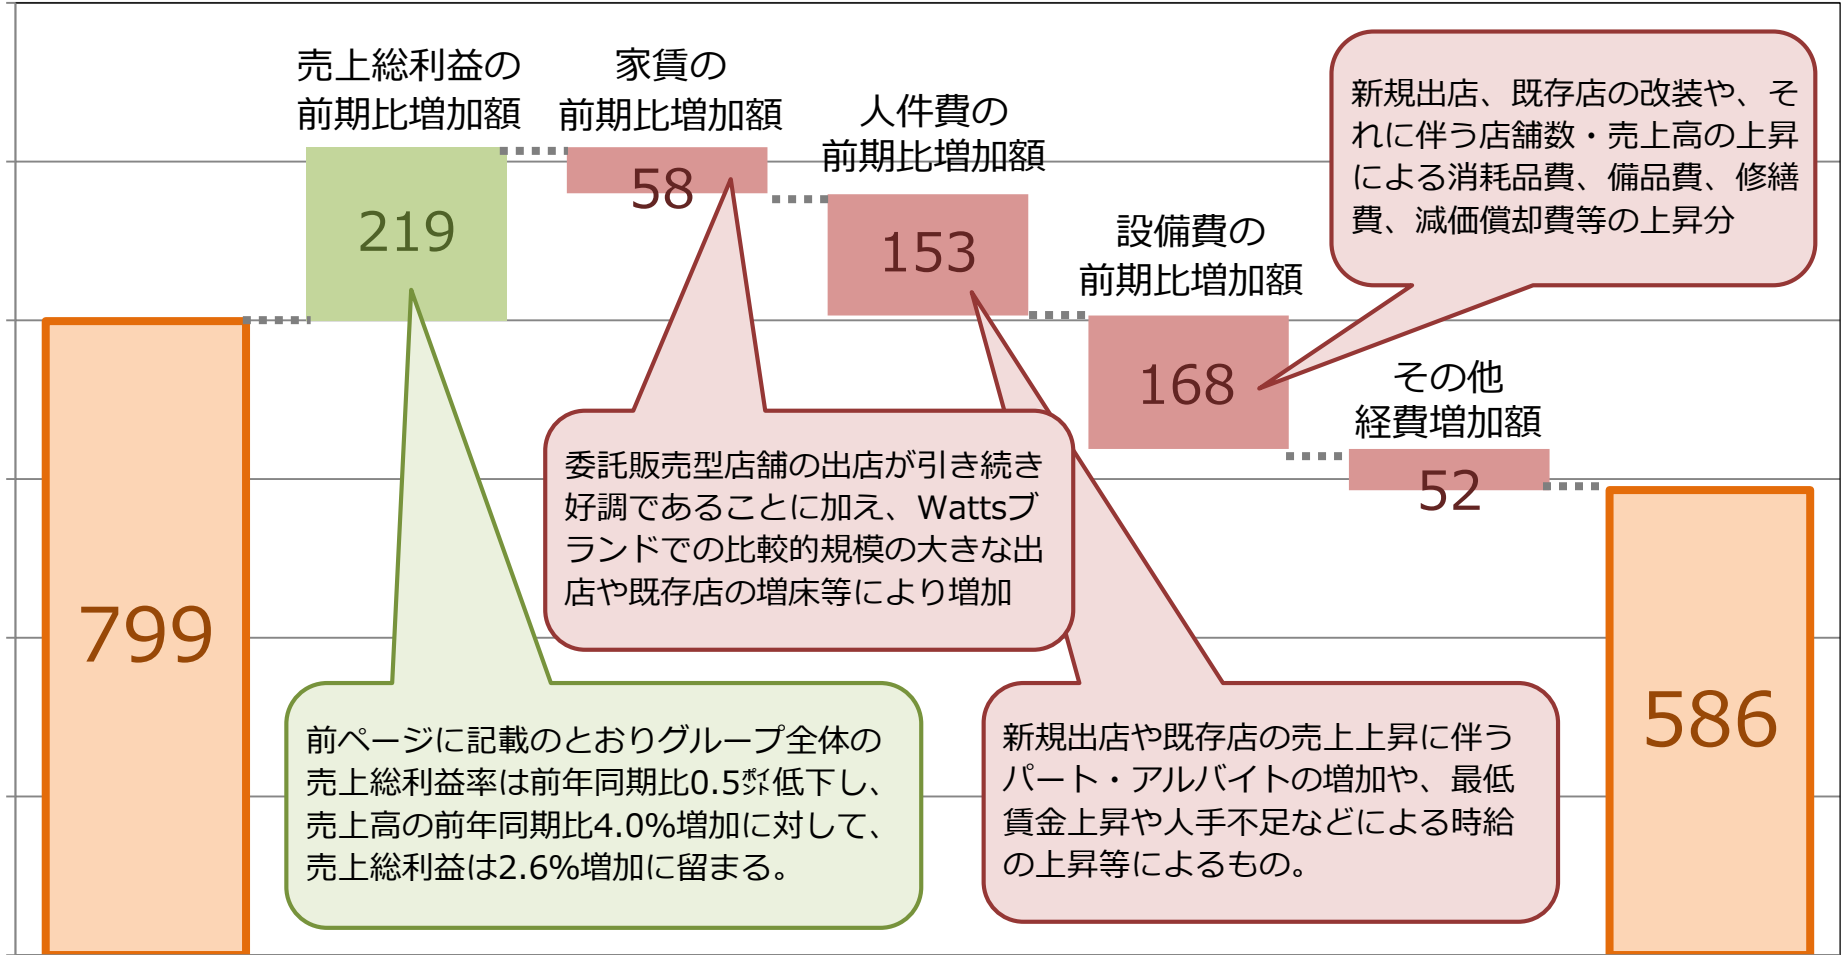 売上総利益の
前期比増加額
家賃の
前期比増加額
人件費の
前期比増加額
設備費の
前期比増加額
その他
経費増加額
799
219
58
153
168
52
586
新規出店、既存店の改装や、そ
れに伴う店舗数・売上高の上昇
による消耗品費、備品費、修繕
費、減価償却費等の上昇分
委託販売型店舗の出店が引き続き
好調であることに加え、Wattsブ
ランドでの比較的規模の大きな出
店や既存店の増床等により増加
前ページに記載のとおりグループ全体の
売上総利益率は前年同期比0.5㌽低下し、
売上高の前年同期比4.0%増加に対して、
売上総利益は2.6%増加に留まる。
新規出店や既存店の売上上昇に伴う
パート・アルバイトの増加や、最低
賃金上昇や人手不足などによる時給
の上昇等によるもの。